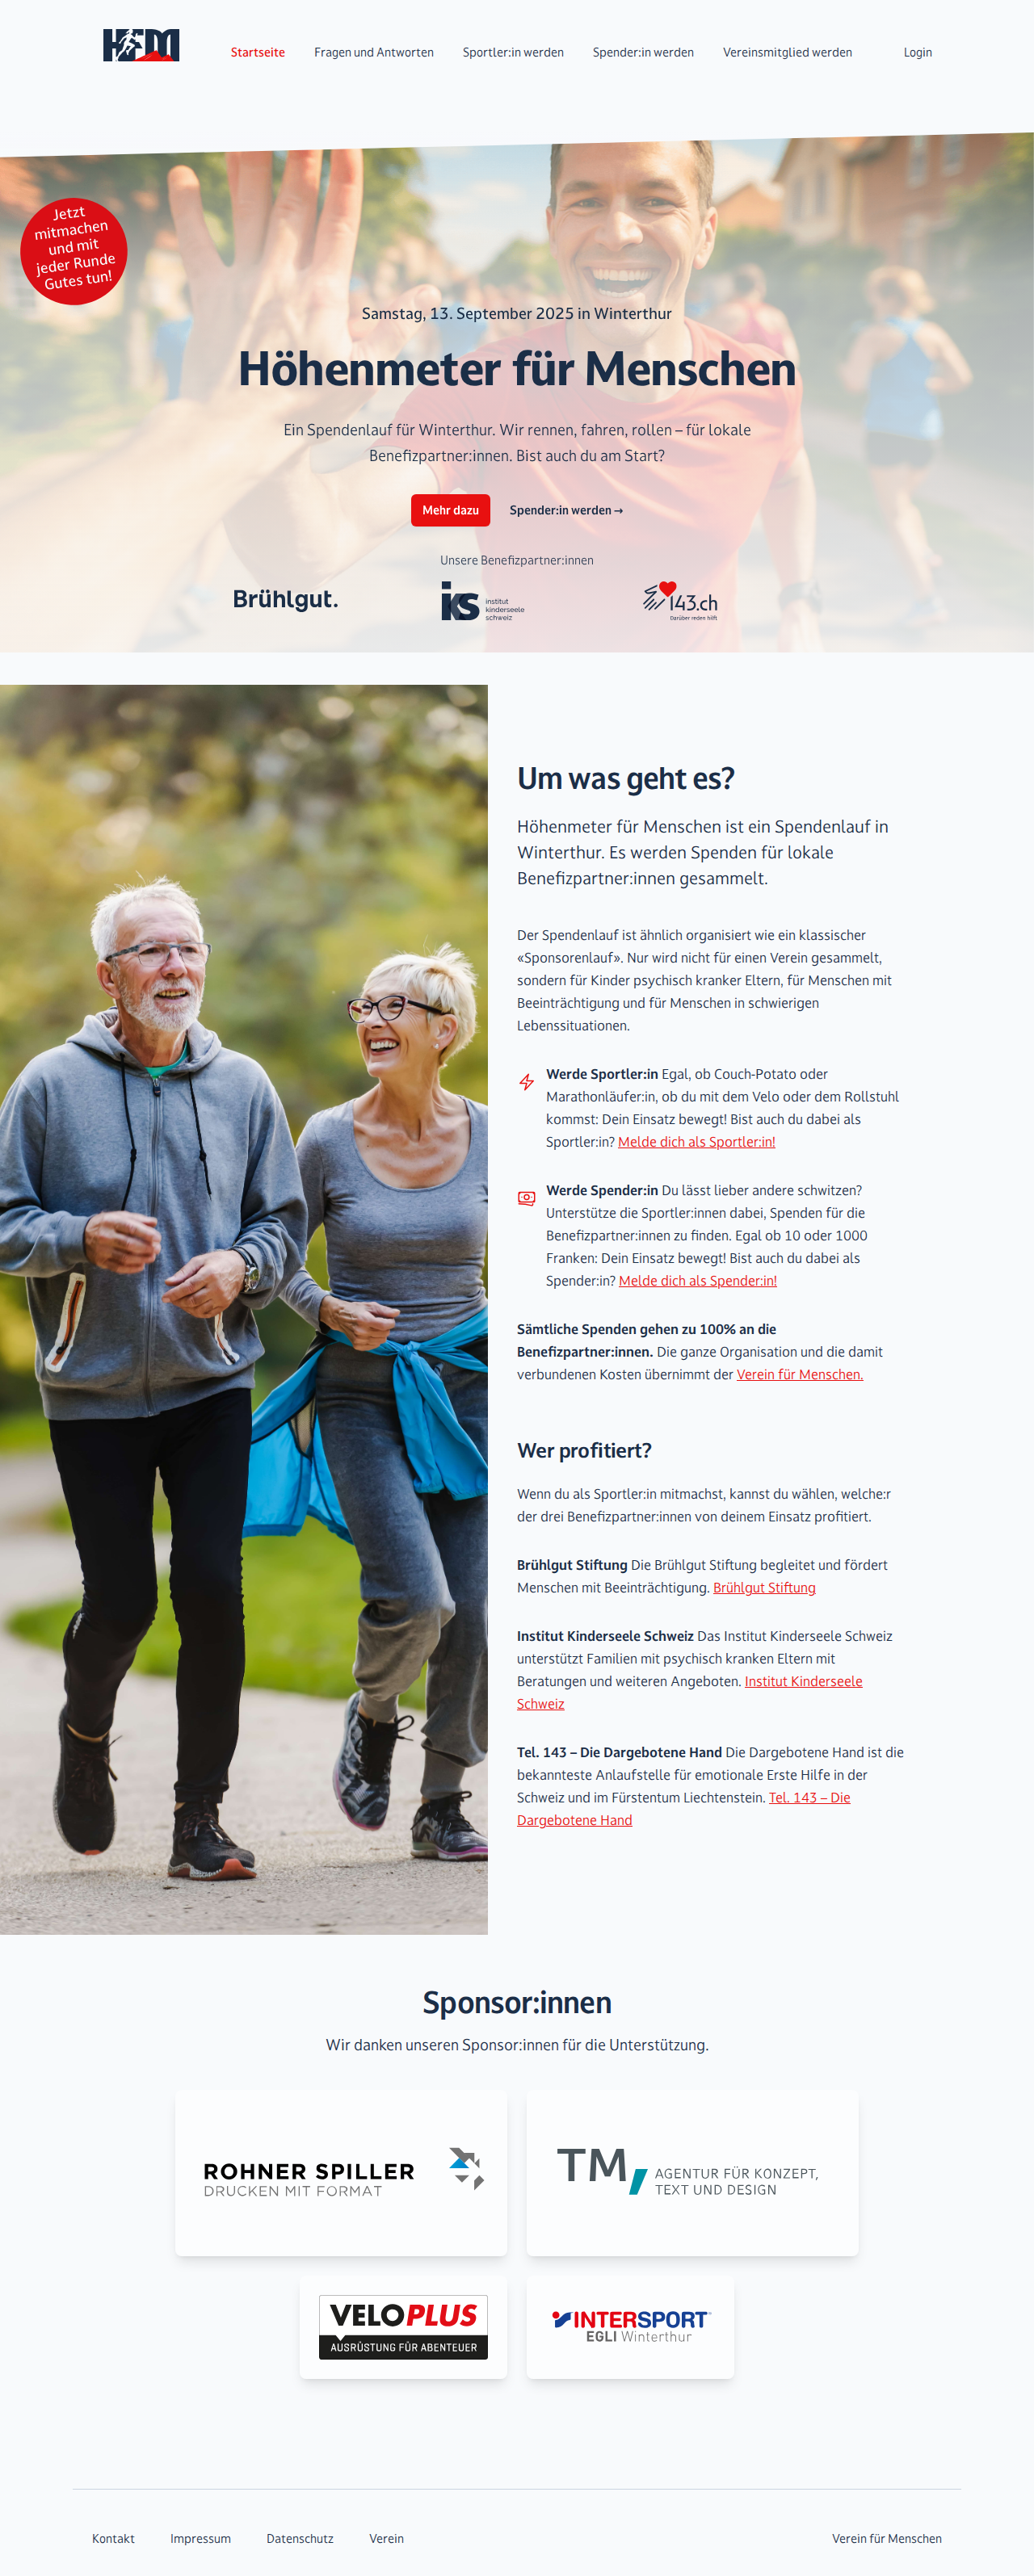 HFM
Startseite
Fragen und Antworten
Sportler:in werden
Spender:in werden
Vereinsmitglied werden
Login
Jetzt
mitmachen
und mit
jeder Runde
Gutes tun!
Samstag, 13. September 2025 in Winterthur
Höhenmeter für Menschen
Ein Spendenlauf für Winterthur. Wir rennen, fahren, rollen – für lokale
Benefizpartner:innen. Bist auch du am Start?
Mehr dazu
Spender:in werden →
Unsere Benefizpartner:innen
Brühlgut.
iks
institut
kinderseele
schweiz
143.ch
Darüber reden hilft
Um was geht es?
Höhenmeter für Menschen ist ein Spendenlauf in
Winterthur. Es werden Spenden für lokale
Benefizpartner:innen gesammelt.
Der Spendenlauf ist ähnlich organisiert wie ein klassischer
«Sponsorenlauf». Nur wird nicht für einen Verein gesammelt,
sondern für Kinder psychisch kranker Eltern, für Menschen mit
Beeinträchtigung und für Menschen in schwierigen
Lebenssituationen.
Werde Sportler:in Egal, ob Couch-Potato oder
Marathonläufer:in, ob du mit dem Velo oder dem Rollstuhl
kommst: Dein Einsatz bewegt! Bist auch du dabei als
Sportler:in? Melde dich als Sportler:in!
Werde Spender:in Du lässt lieber andere schwitzen?
Unterstütze die Sportler:innen dabei, Spenden für die
Benefizpartner:innen zu finden. Egal ob 10 oder 1000
Franken: Dein Einsatz bewegt! Bist auch du dabei als
Spender:in? Melde dich als Spender:in!
Sämtliche Spenden gehen zu 100% an die
Benefizpartner:innen. Die ganze Organisation und die damit
verbundenen Kosten übernimmt der Verein für Menschen.
Wer profitiert?
Wenn du als Sportler:in mitmachst, kannst du wählen, welche:r
der drei Benefizpartner:innen von deinem Einsatz profitiert.
Brühlgut Stiftung Die Brühlgut Stiftung begleitet und fördert
Menschen mit Beeinträchtigung. Brühlgut Stiftung
Institut Kinderseele Schweiz Das Institut Kinderseele Schweiz
unterstützt Familien mit psychisch kranken Eltern mit
Beratungen und weiteren Angeboten. Institut Kinderseele
Schweiz
Tel. 143 – Die Dargebotene Hand Die Dargebotene Hand ist die
bekannteste Anlaufstelle für emotionale Erste Hilfe in der
Schweiz und im Fürstentum Liechtenstein. Tel. 143 – Die
Dargebotene Hand
Sponsor:innen
Wir danken unseren Sponsor:innen für die Unterstützung.
ROHNER SPILLER
DRUCKEN MIT FORMAT
TM,
AGENTUR FÜR KONZEPT,
TEXT UND DESIGN
VELOPLUS
AUSRÜSTUNG FÜR ABENTEUER
INTERSPORT
EGLI Winterthur
Kontakt
Impressum
Datenschutz
Verein
Verein für Menschen